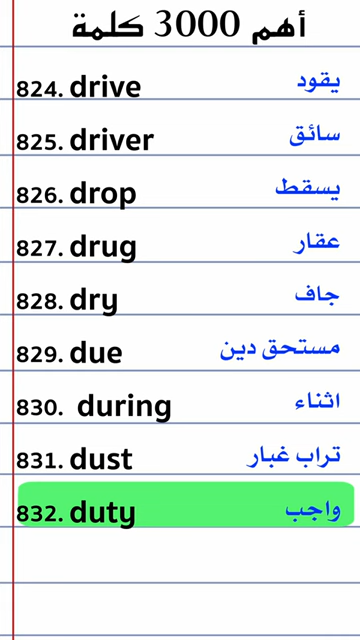 أهم 3000 كلمة
824. drive يقود
825. driver سائق
826. drop يسقط
827. drug عقار
828. dry جاف
829. due مستحق دين
830. during اثناء
831. dust تراب غبار
832. duty واجب